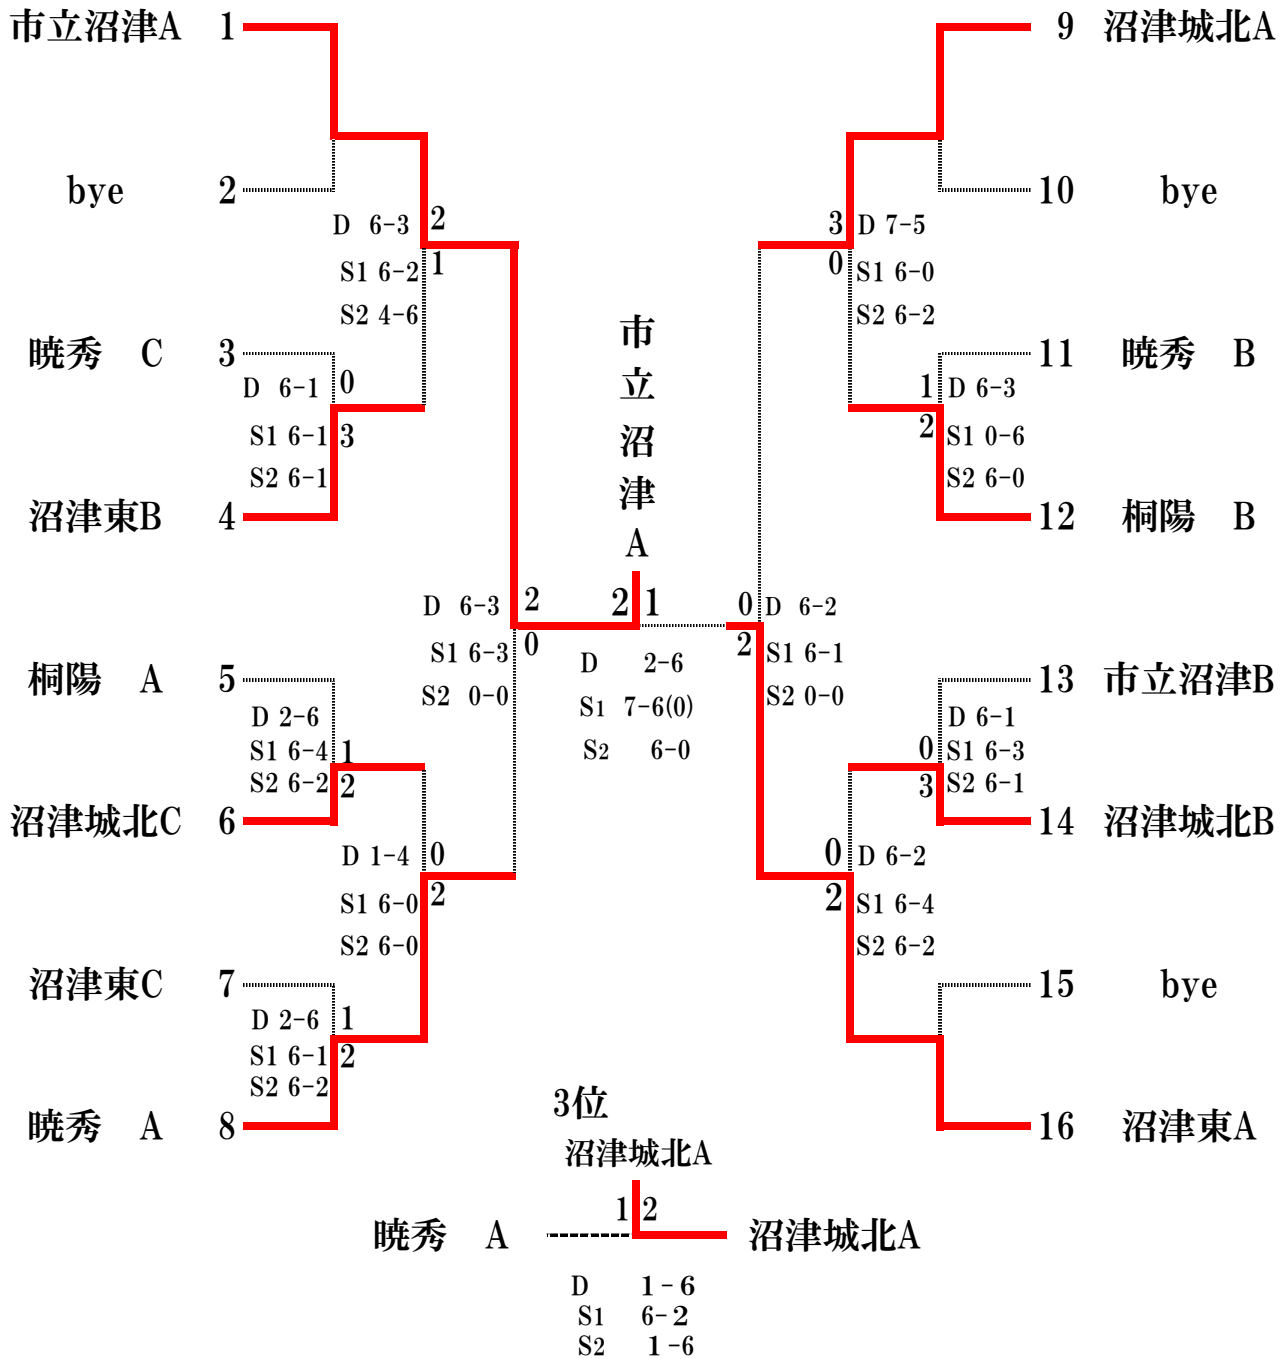 市立沼津A 1
bye 2
D 6-3 2
S1 6-2 1
S2 4-6
暁秀 C 3
D 6-1 0
S1 6-1 3
S2 6-1
沼津東B 4
D 6-3 2
S1 6-3 0
S2 0-0
桐陽 A 5
D 2-6
S1 6-4 1
S2 6-2 2
沼津城北C 6
D 1-4 0
S1 6-0 2
S2 6-0
沼津東C 7
D 2-6 1
S1 6-1 2
S2 6-2
暁秀 A 8
市立沼津A
2 1
D 2-6
S1 7-6(0)
S2 6-0
9 沼津城北A
10 bye
3 D 7-5
0 S1 6-0
S2 6-2
11 暁秀 B
1 D 6-3
2 S1 0-6
S2 6-0
12 桐陽 B
0 D 6-2
2 S1 6-1
S2 0-0
13 市立沼津B
D 6-1
0 S1 6-3
3 S2 6-1
14 沼津城北B
0 D 6-2
2 S1 6-4
S2 6-2
15 bye
16 沼津東A
3位
沼津城北A
1 2
暁秀 A 沼津城北A
D 1-6
S1 6-2
S2 1-6